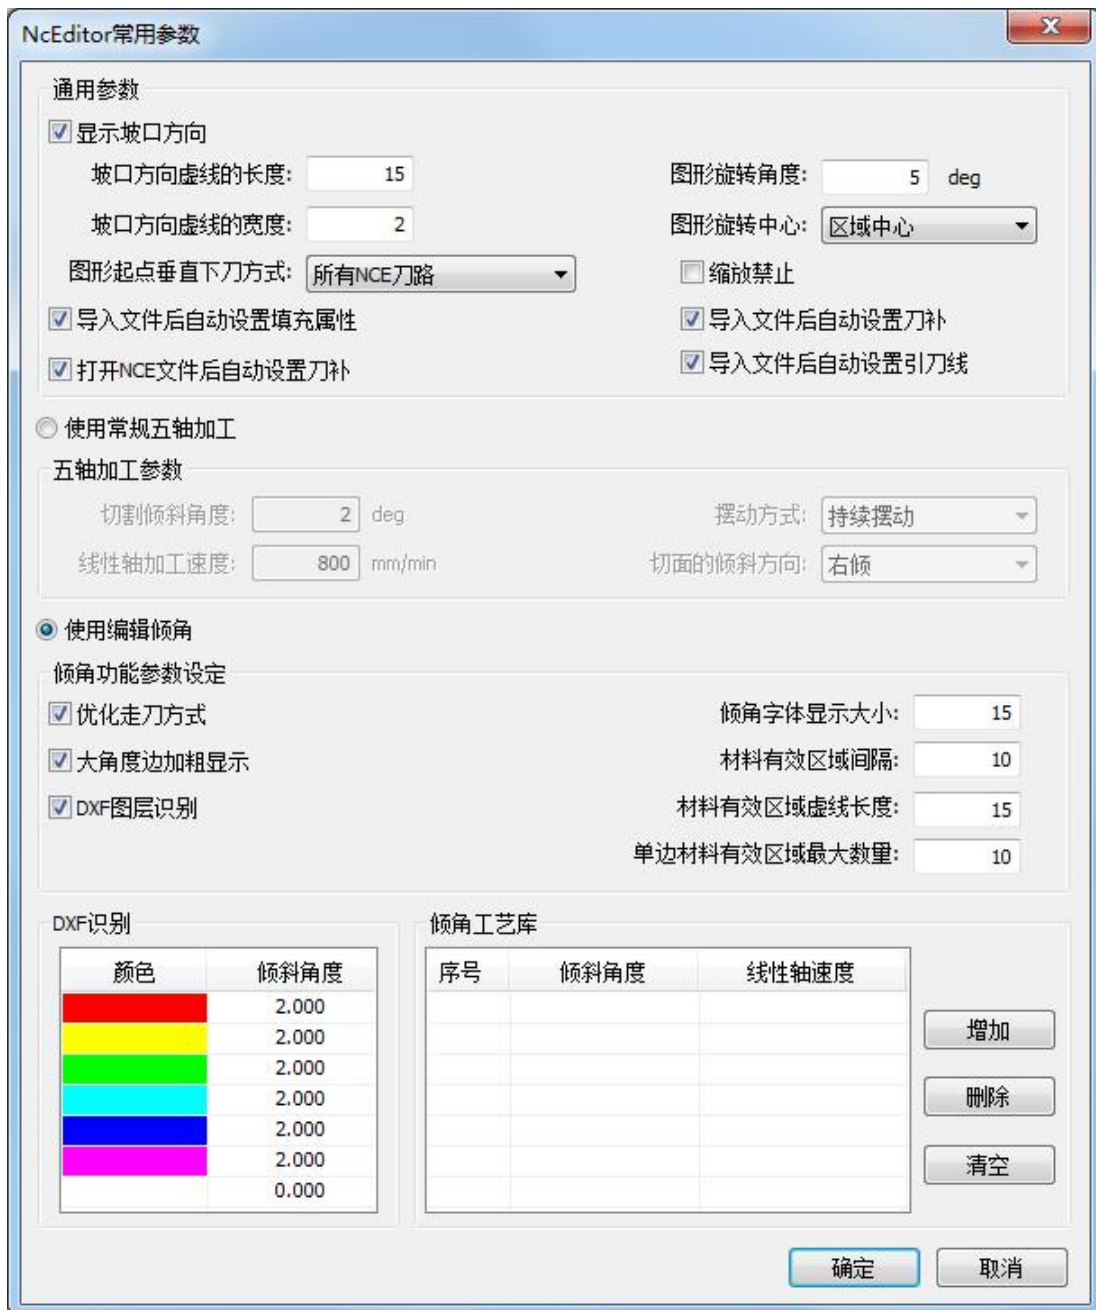 NcEditor常用参数
通用参数
显示坡口方向
坡口方向虚线的长度: 15 图形旋转角度: 5 deg
坡口方向虚线的宽度: 2 图形旋转中心: 区域中心
图形起点垂直下刀方式: 所有NCE刀路 缩放禁止
导入文件后自动设置填充属性 导入文件后自动设置刀补
打开NCE文件后自动设置刀补 导入文件后自动设置引刀线
使用常规五轴加工
五轴加工参数
切割倾斜角度: 2 deg 摆动方式: 持续摆动
线性轴加工速度: 800 mm/min 切面的倾斜方向: 右倾
使用编辑倾角
倾角功能参数设定
优化走刀方式 倾角字体显示大小: 15
大角度边加粗显示 材料有效区域间隔: 10
DXF图层识别 材料有效区域虚线长度: 15
单边材料有效区域最大数量: 10
DXF识别 倾角工艺库
颜色 倾斜角度 序号 倾斜角度 线性轴速度
2.000
2.000
2.000
2.000
2.000
2.000
0.000
增加
删除
清空
确定 取消